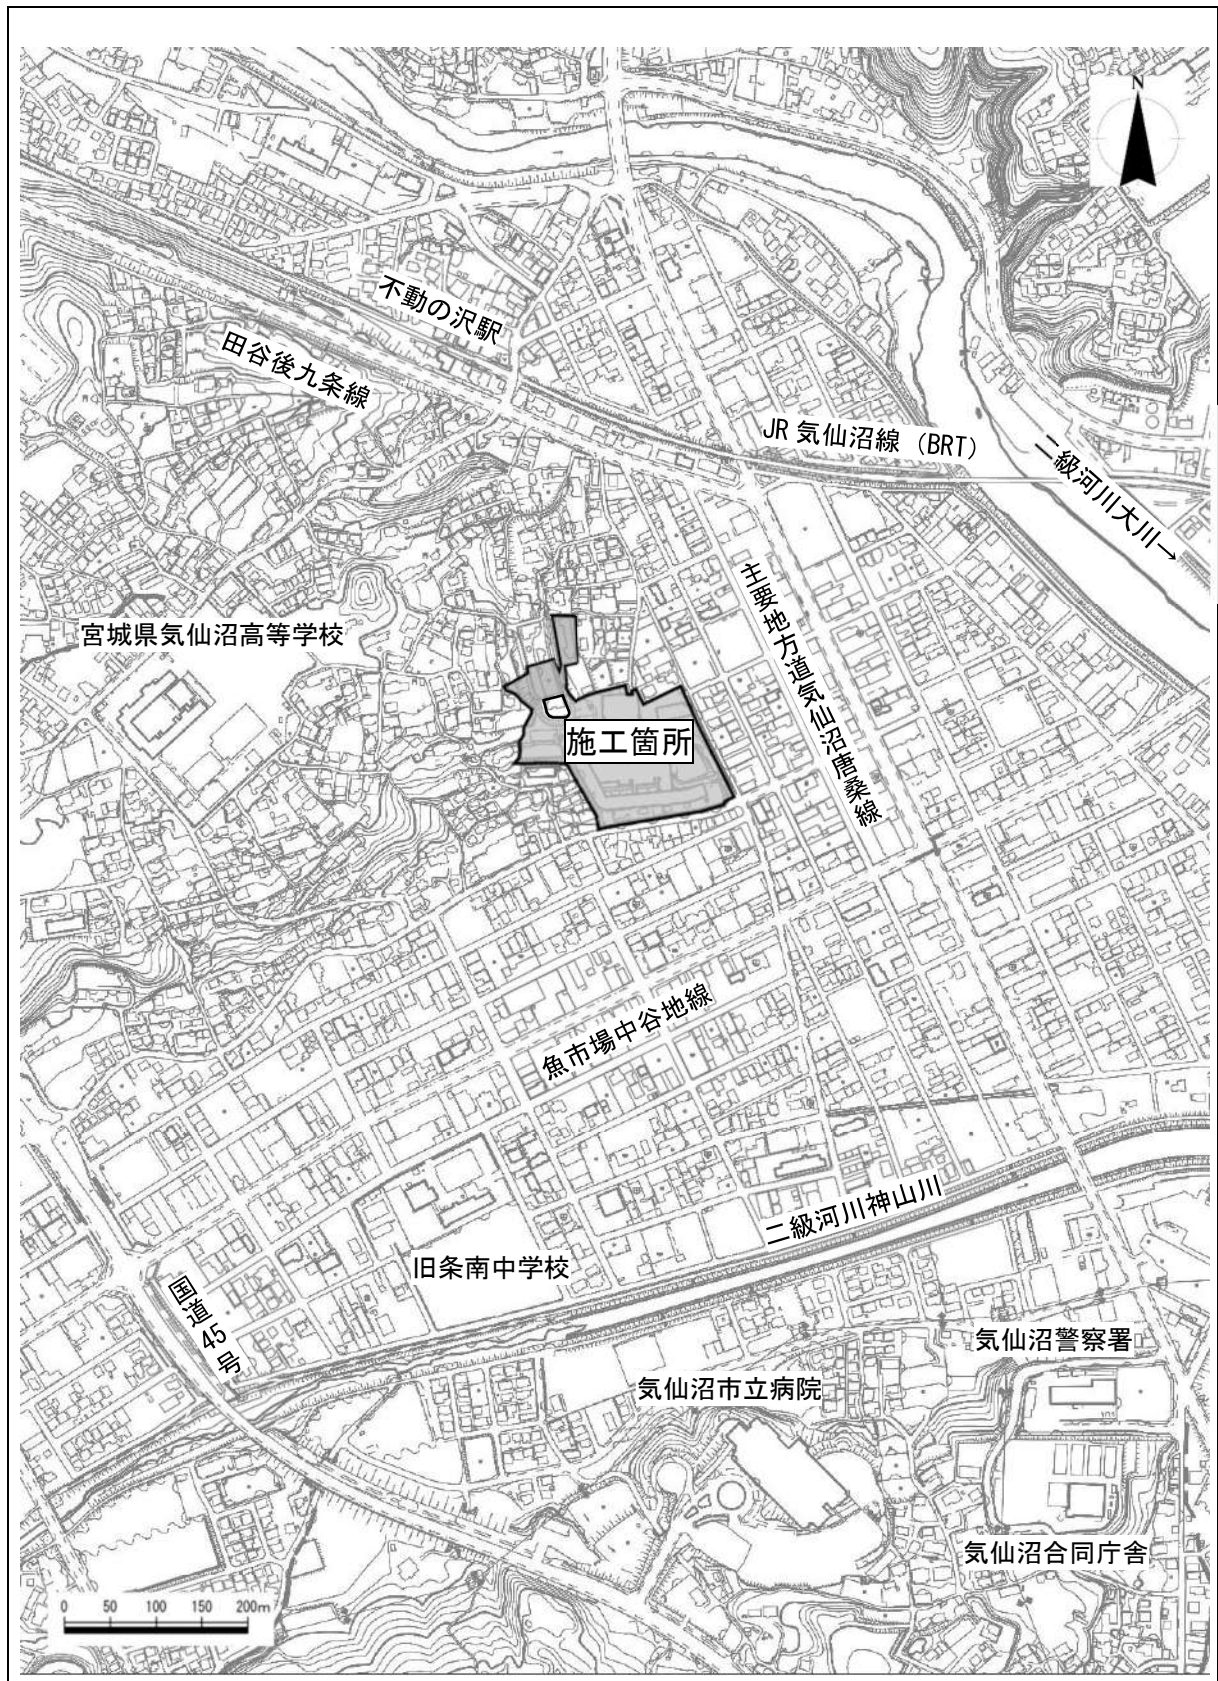 N
不動の沢駅
田谷後九条線
JR 気仙沼線（BRT）
二級河川大川→
主要地方道気仙沼唐桑線
宮城県気仙沼高等学校
施工箇所
魚市場中谷地線
二級河川神山川
旧条南中学校
国道45号
気仙沼警察署
気仙沼市立病院
気仙沼合同庁舎
0 50 100 150 200m